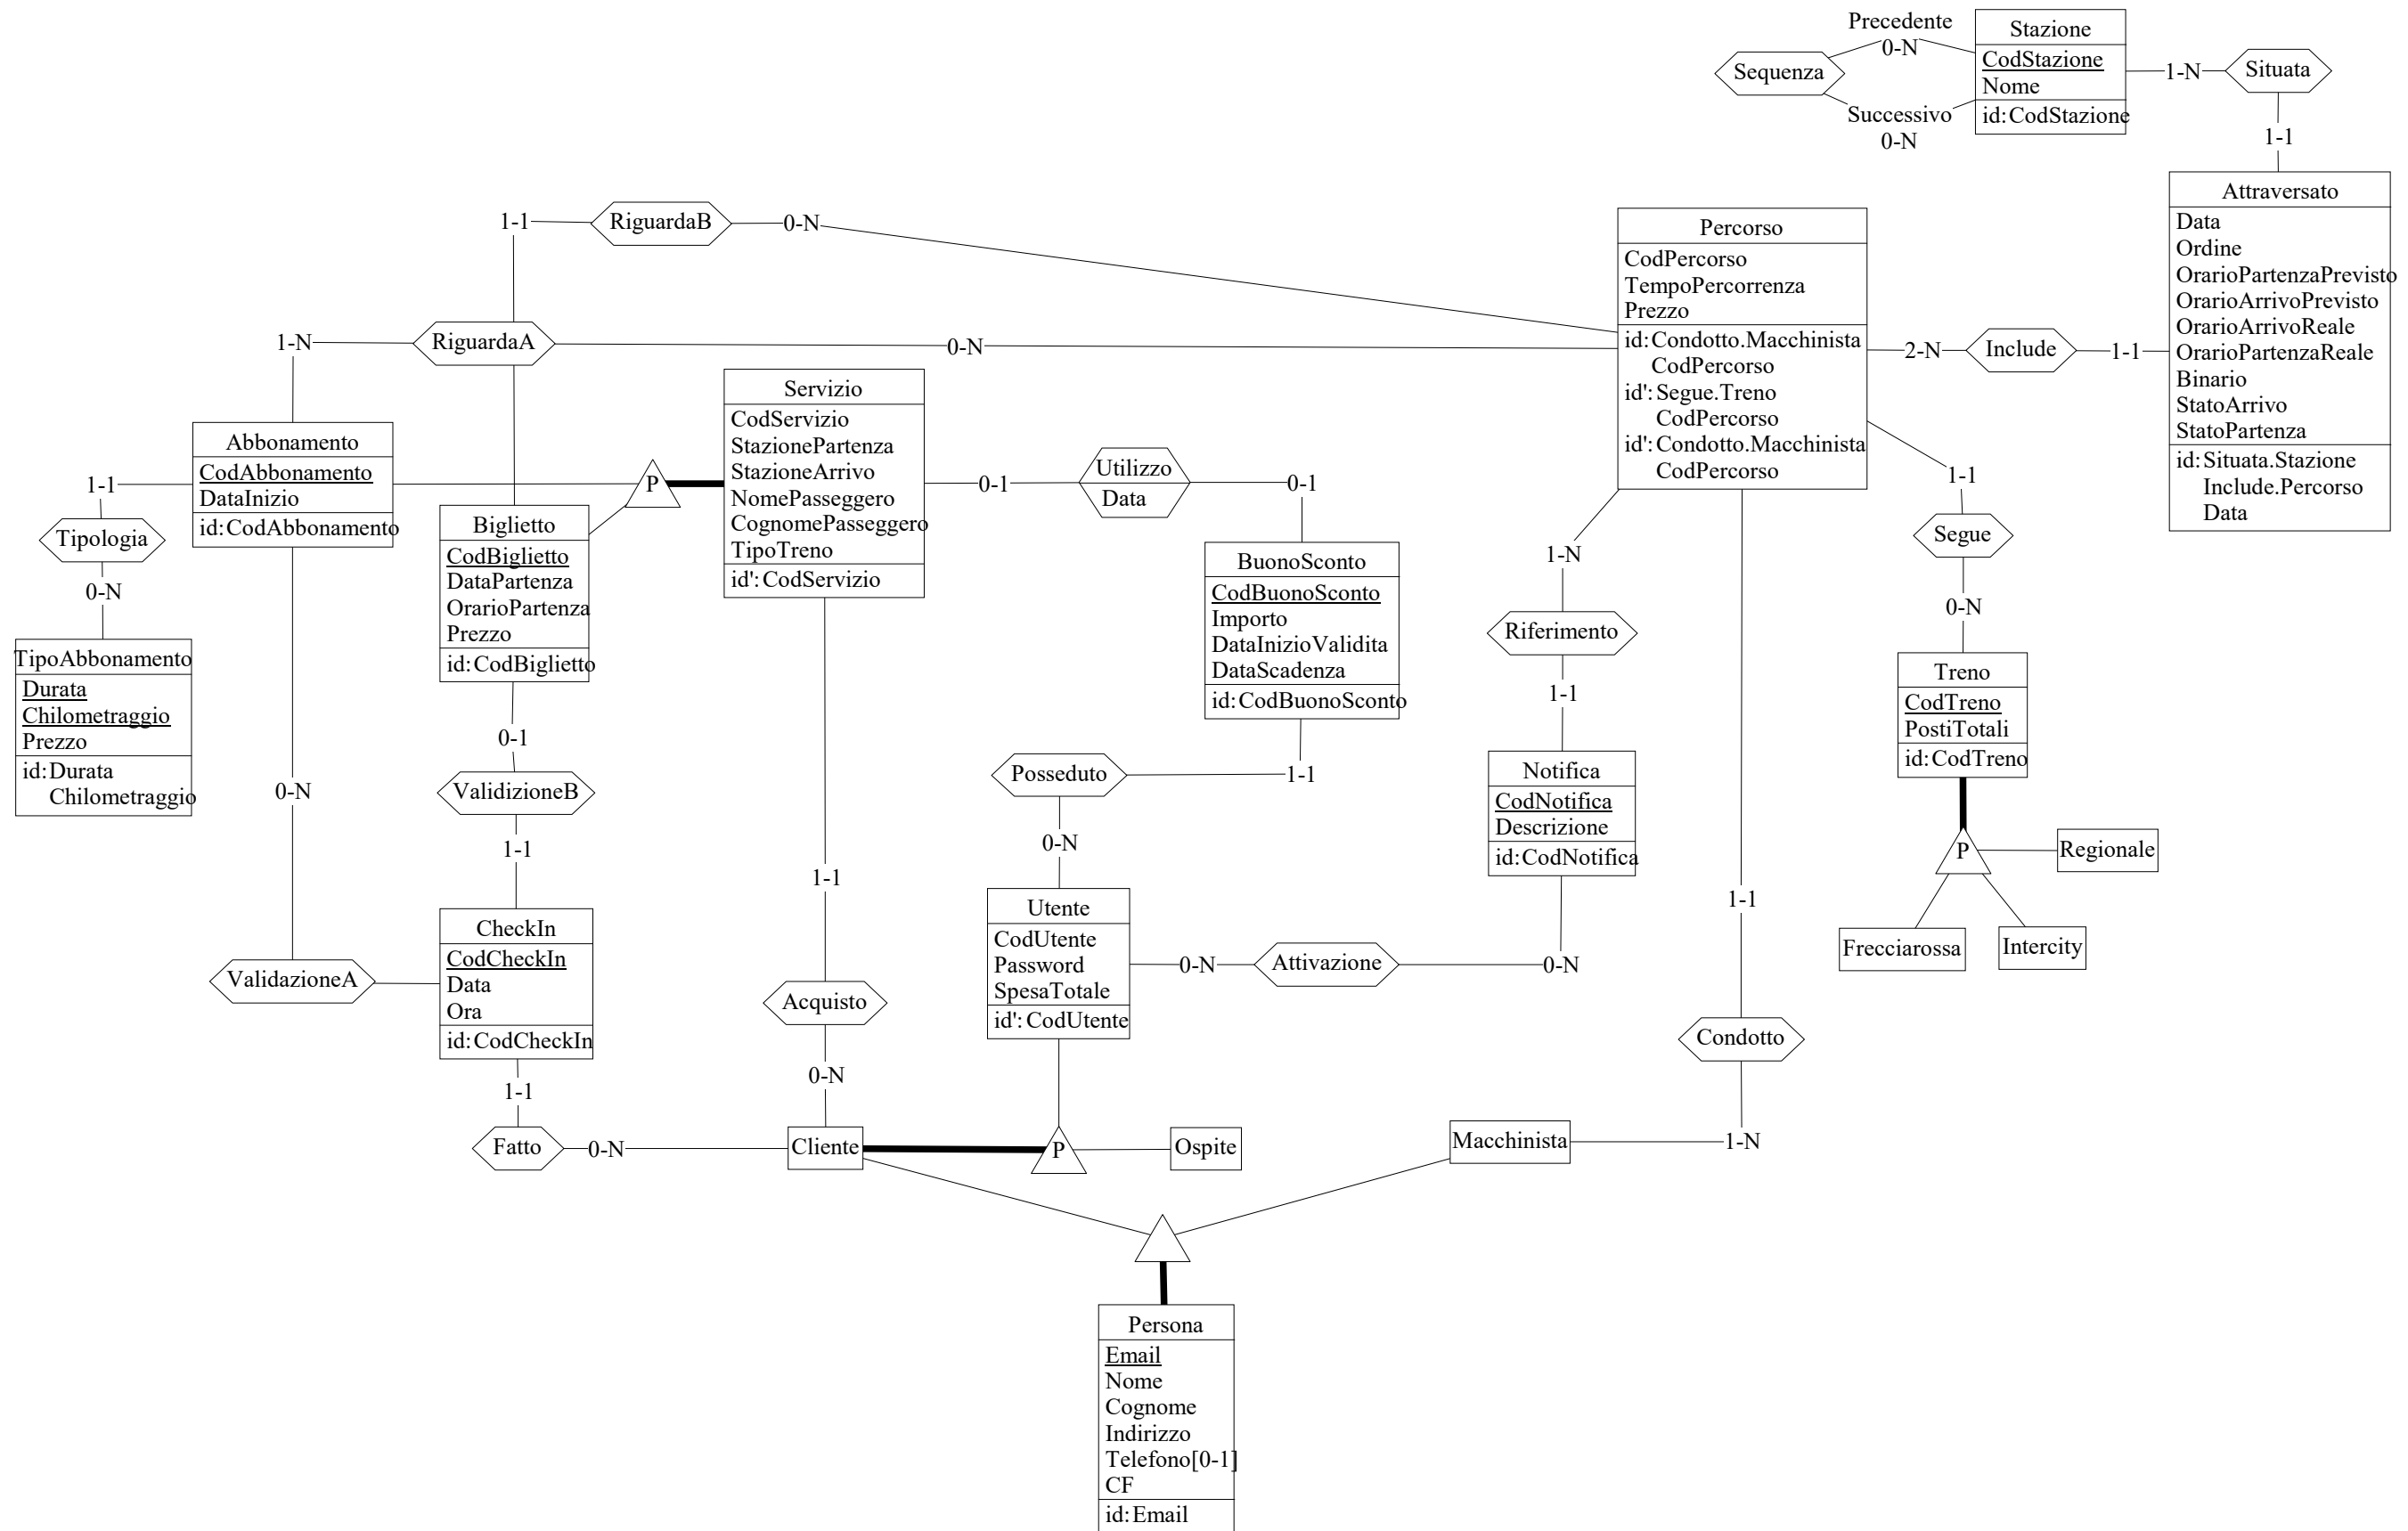 Precedente
0-N
Sequenza
Successivo
0-N
Stazione
CodStazione
Nome
id:CodStazione
1-N
Situata
1-1
Attraversato
Data
Ordine
OrarioPartenzaPrevisto
OrarioArrivoPrevisto
OrarioArrivoReale
OrarioPartenzaReale
Binario
StatoArrivo
StatoPartenza
id:Situata.Stazione
Include.Percorso
Data
1-1
RiguardaB
0-N
Percorso
CodPercorso
TempoPercorrenza
Prezzo
id:Condotto.Macchinista
CodPercorso
id':Segue.Treno
CodPercorso
id':Condotto.Macchinista
CodPercorso
2-N
Include
1-1
1-N
RiguardaA
0-N
Servizio
CodServizio
StazionePartenza
StazioneArrivo
NomePasseggero
CognomePasseggero
TipoTreno
id':CodServizio
Abbonamento
CodAbbonamento
DataInizio
id:CodAbbonamento
P
1-1
Tipologia
0-N
TipoAbbonamento
Durata
Chilometraggio
Prezzo
id:Durata
Chilometraggio
Biglietto
CodBiglietto
DataPartenza
OrarioPartenza
Prezzo
id:CodBiglietto
0-1
Utilizzo
Data
0-1
BuonoSconto
CodBuonoSconto
Importo
DataInizioValidita
DataScadenza
id:CodBuonoSconto
1-N
Riferimento
1-1
1-1
Segue
0-N
Treno
CodTreno
PostiTotali
id:CodTreno
P
Regionale
Frecciarossa
Intercity
0-N
0-1
ValidizioneB
1-1
Posseduto
1-1
0-N
Notifica
CodNotifica
Descrizione
id:CodNotifica
1-1
1-1
CheckIn
CodCheckIn
Data
Ora
id:CodCheckIn
ValidazioneA
Acquisto
0-N
Utente
CodUtente
Password
SpesaTotale
id':CodUtente
0-N
Attivazione
0-N
Condotto
1-1
Fatto
0-N
Cliente
P
Ospite
Macchinista
1-N
Persona
Email
Nome
Cognome
Indirizzo
Telefono[0-1]
CF
id:Email